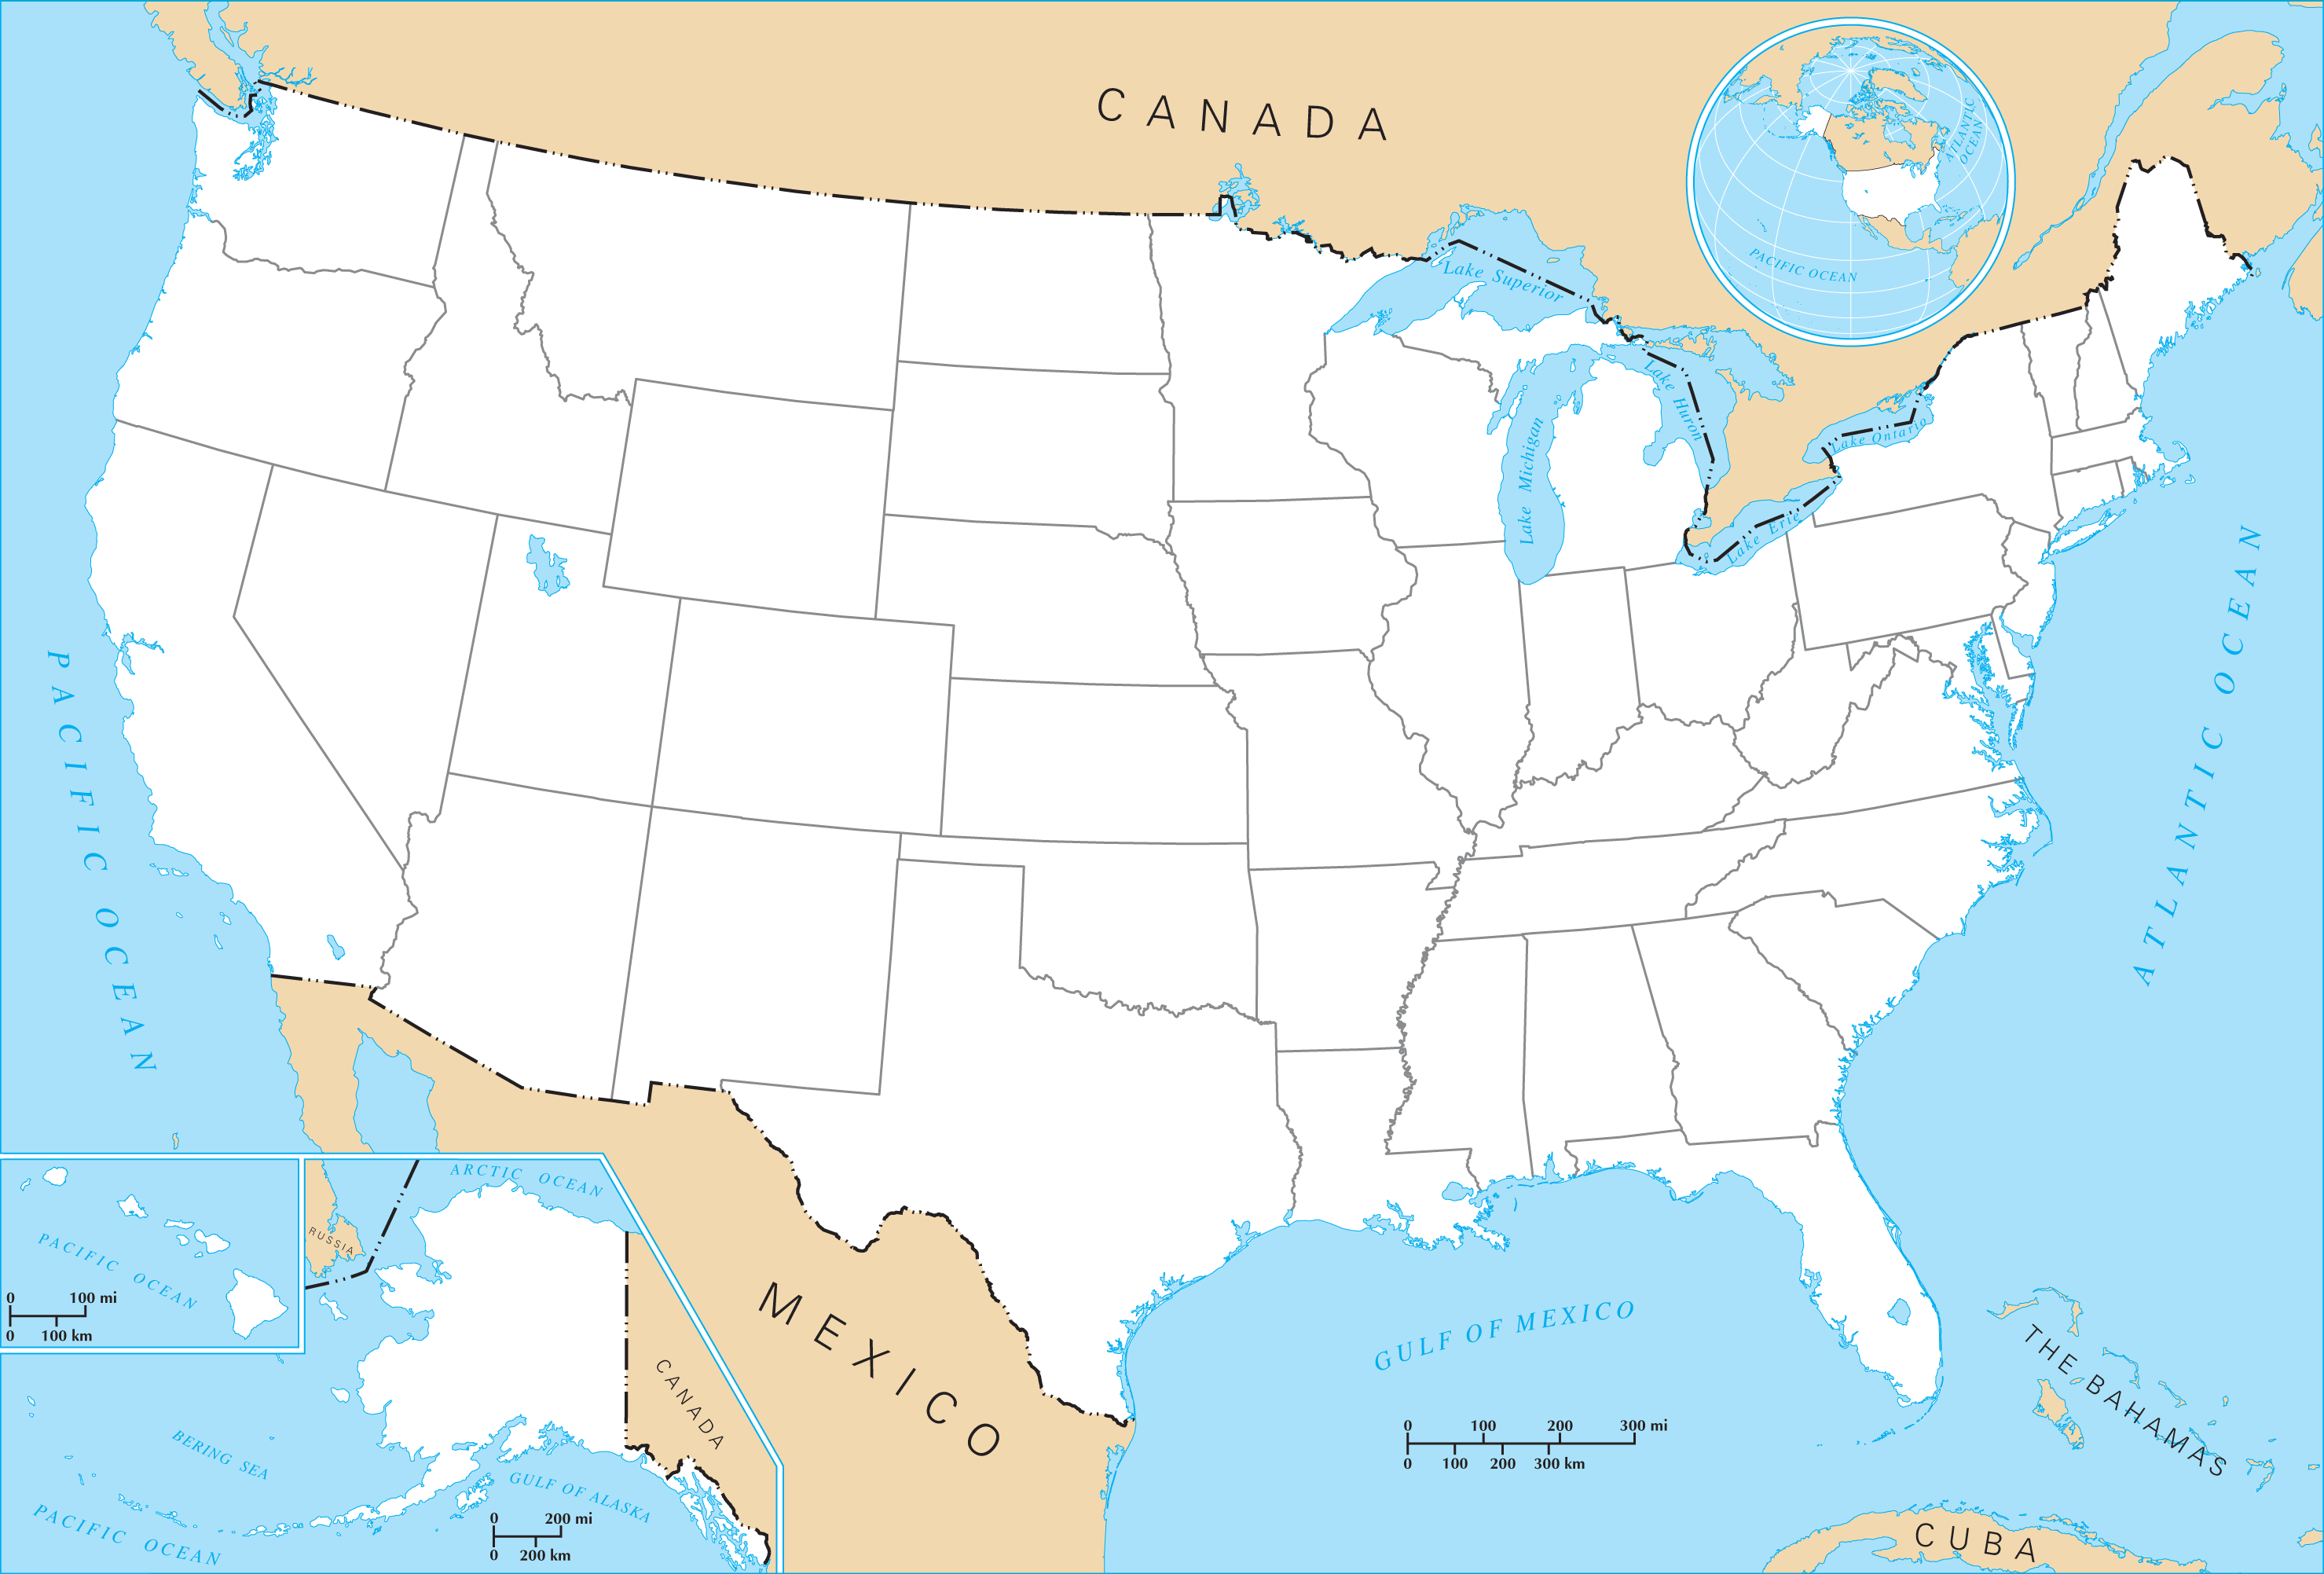 CANADA
ATLANTIC
OCEAN
PACIFIC OCEAN
Lake Superior
Lake Michigan
Lake Huron
Lake Ontario
Lake Erie
PACIFIC OCEAN
ATLANTIC OCEAN
ARCTIC OCEAN
RUSSIA
PACIFIC OCEAN
0 100 mi
0 100 km
MEXICO
CANADA
GULF OF MEXICO
THE BAHAMAS
0 100 200 300 mi
0 100 200 300 km
BERING SEA
GULF OF ALASKA
PACIFIC OCEAN
0 200 mi
0 200 km
CUBA